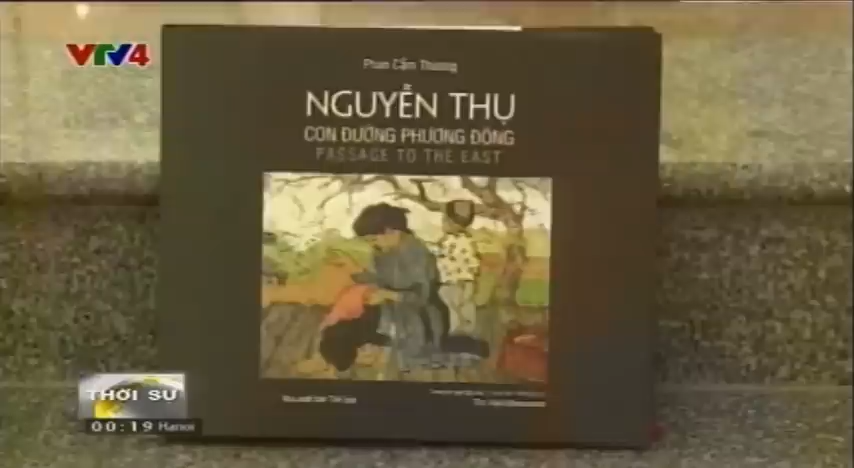 VTV4
Phan Cẩm Thượng
NGUYỄN THỤ
CON ĐƯỜNG PHƯƠNG ĐÔNG
PASSAGE TO THE EAST
THỜI SỰ
00:19 Hanoi